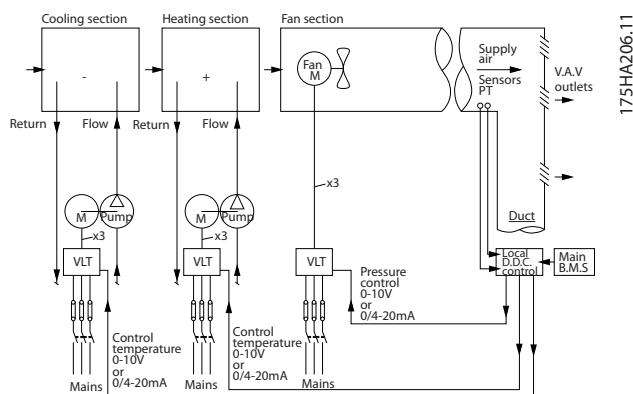 Cooling section
Heating section
Fan section
175HA206.11
-
+
Fan
M
Supply
air
Sensors
PT
V.A.V
outlets
Return
Flow
Return
Flow
x3
M
Pump
M
Pump
Duct
x3
x3
VLT
VLT
VLT
Local
D.D.C.
control
Main
B.M.S
Pressure
control
0-10V
or
0/4-20mA
Control
temperature
0-10V
or
0/4-20mA
Control
temperature
0-10V
or
0/4-20mA
Mains
Mains
Mains